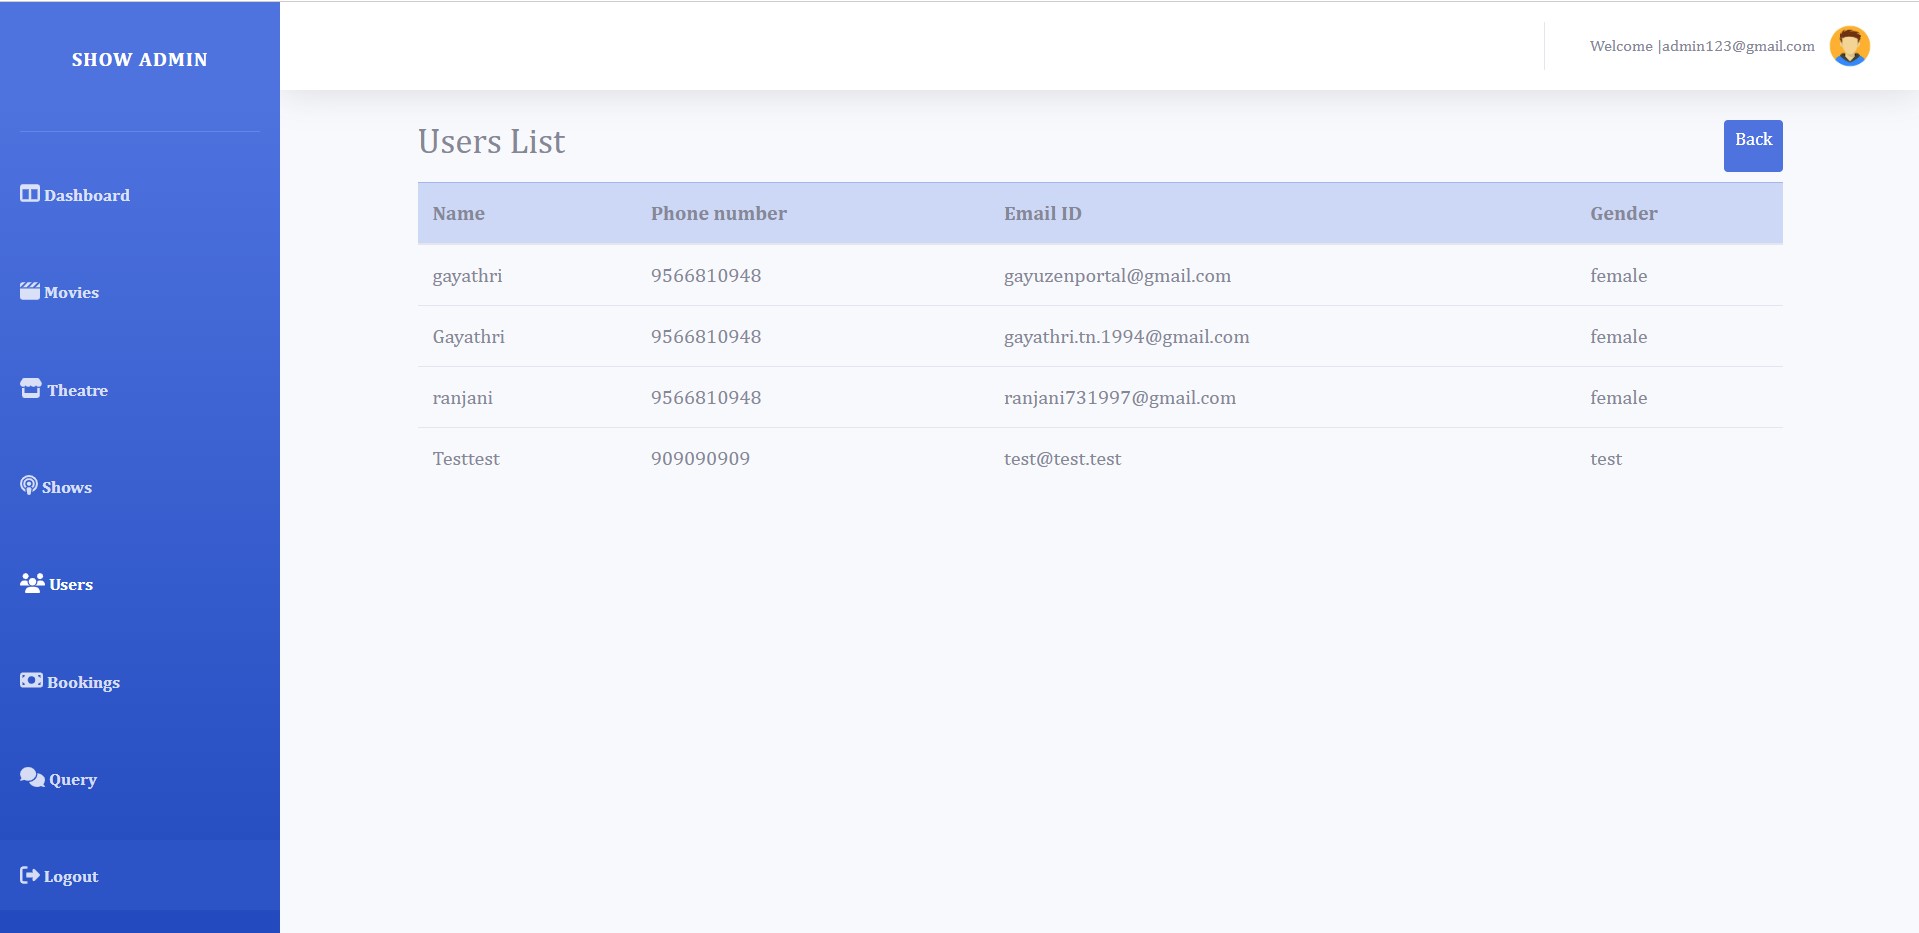 SHOW ADMIN
Welcome |admin123@gmail.com
Dashboard
Movies
Theatre
Shows
Users
Bookings
Query
Logout
Users List
Back
Name Phone number Email ID Gender
gayathri 9566810948 gayuzenportal@gmail.com female
Gayathri 9566810948 gayathri.tn.1994@gmail.com female
ranjani 9566810948 ranjani731997@gmail.com female
Testtest 909090909 test@test.test test